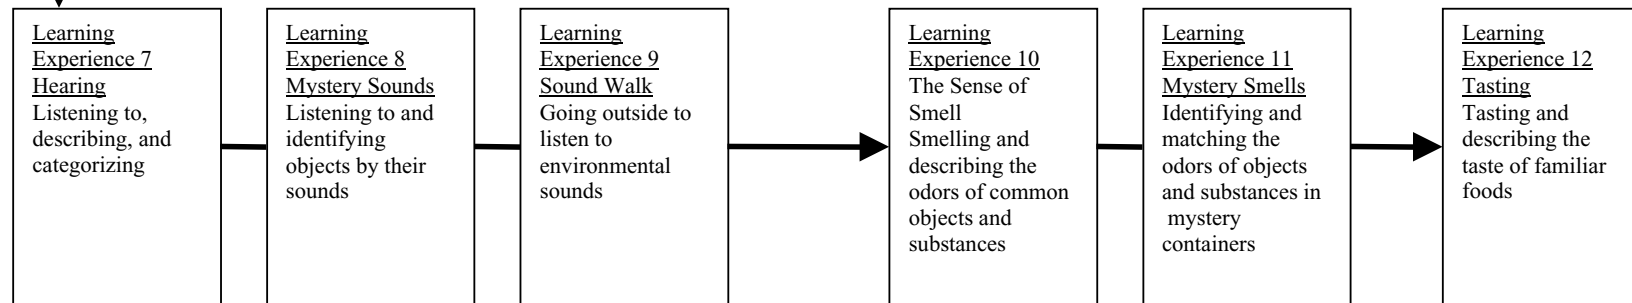 Learning
Experience 7
Hearing
Listening to,
describing, and
categorizing
Learning
Experience 8
Mystery Sounds
Listening to and
identifying
objects by their
sounds
Learning
Experience 9
Sound Walk
Going outside to
listen to
environmental
sounds
Learning
Experience 10
The Sense of
Smell
Smelling and
describing the
odors of common
objects and
substances
Learning
Experience 11
Mystery Smells
Identifying and
matching the
odors of objects
and substances in
mystery
containers
Learning
Experience 12
Tasting
Tasting and
describing the
taste of familiar
foods